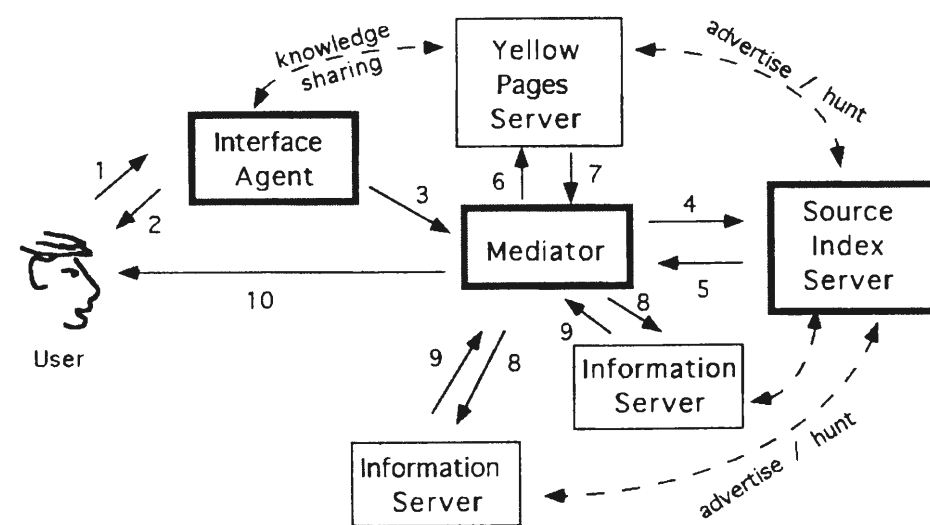 knowledge
sharing
Yellow
Pages
Server
advertise / hunt
Interface
Agent
1
2
3
6
7
4
5
Mediator
Source
Index
Server
10
User
8
9
9
8
Information
Server
Information
Server
advertise / hunt